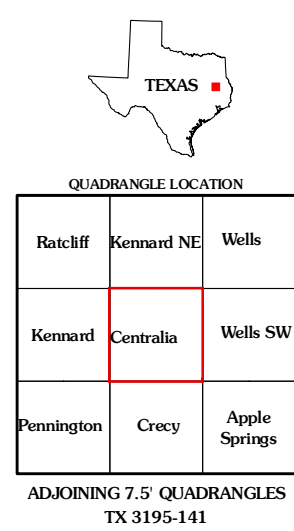 TEXAS
QUADRANGLE LOCATION
Ratcliff
Kennard NE
Wells
Kennard
Centralia
Wells SW
Pennington
Crecy
Apple
Springs
ADJOINING 7.5' QUADRANGLES
TX 3195-141